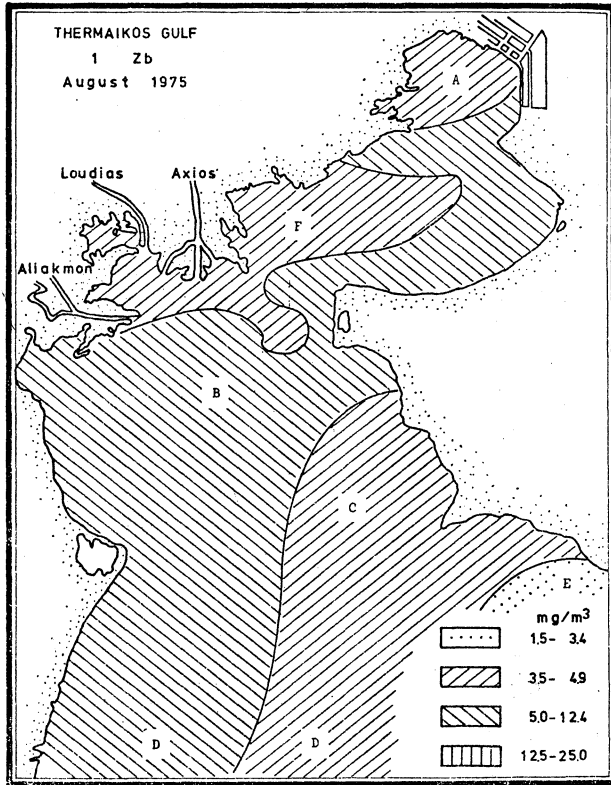 THERMAIKOS GULF
1 Zb
August 1975
A
Loudias Axios
F
Aliakmon
B
C
E
mg/m³
1.5- 3.4
3.5- 4.9
5.0-12.4
12.5-25.0
D D